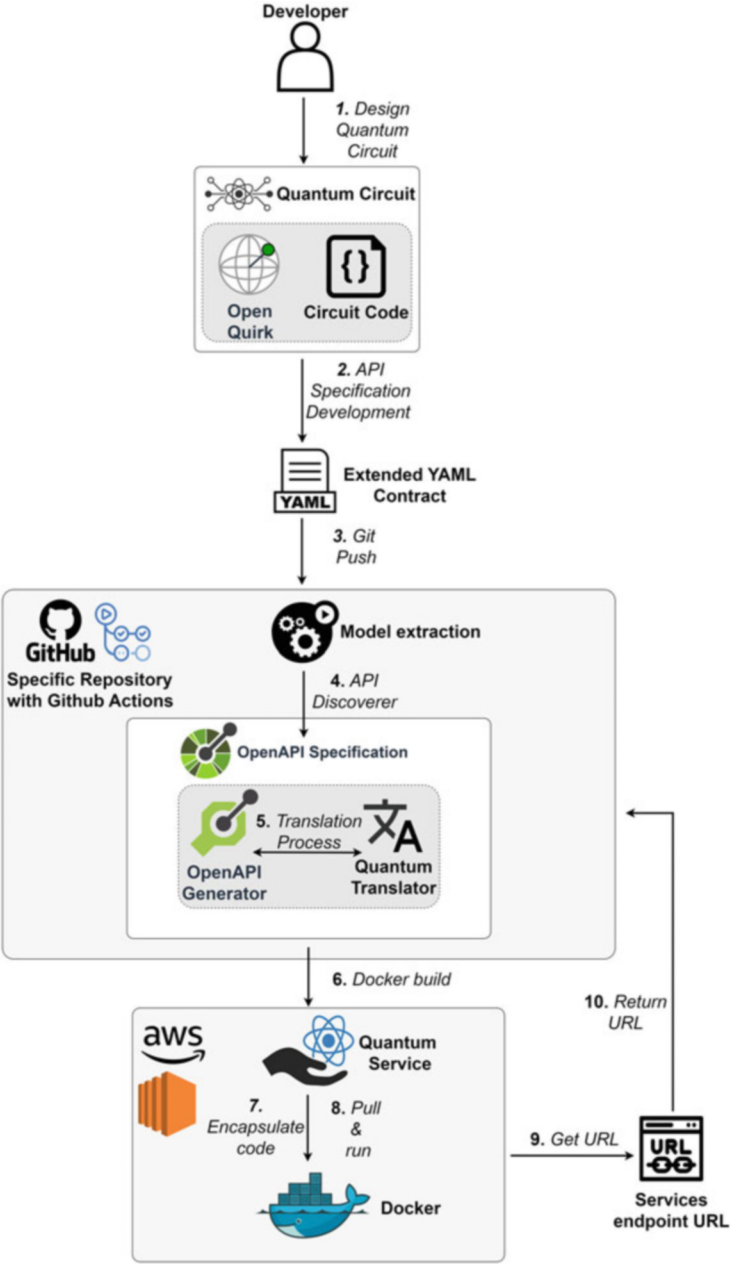 Developer
1. Design
Quantum
Circuit
Quantum Circuit
{}
Open
Quirk
Circuit Code
2. API
Specification
Development
YAML
Extended YAML
Contract
3. Git
Push
GitHub
Specific Repository
with Github Actions
Model extraction
4. API
Discoverer
OpenAPI Specification
5. Translation
Process
文A
OpenAPI
Generator
Quantum
Translator
6. Docker build
aws
Quantum
Service
7.
Encapsulate
code
8. Pull
&
run
Docker
9. Get URL
10. Return
URL
URL
Services
endpoint URL